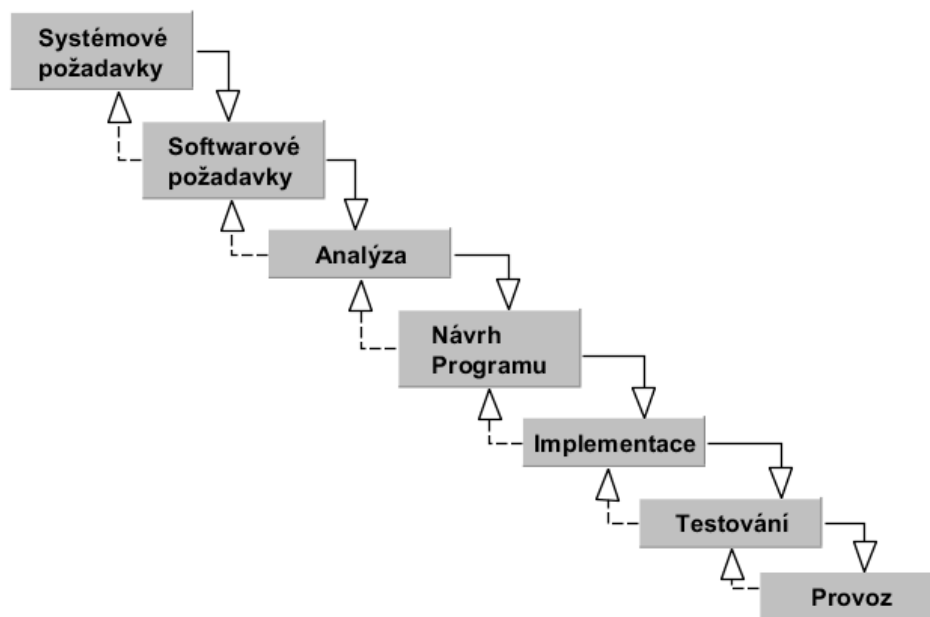 Systémové
požadavky
Softwarové
požadavky
Analýza
Návrh
Programu
Implementace
Testování
Provoz